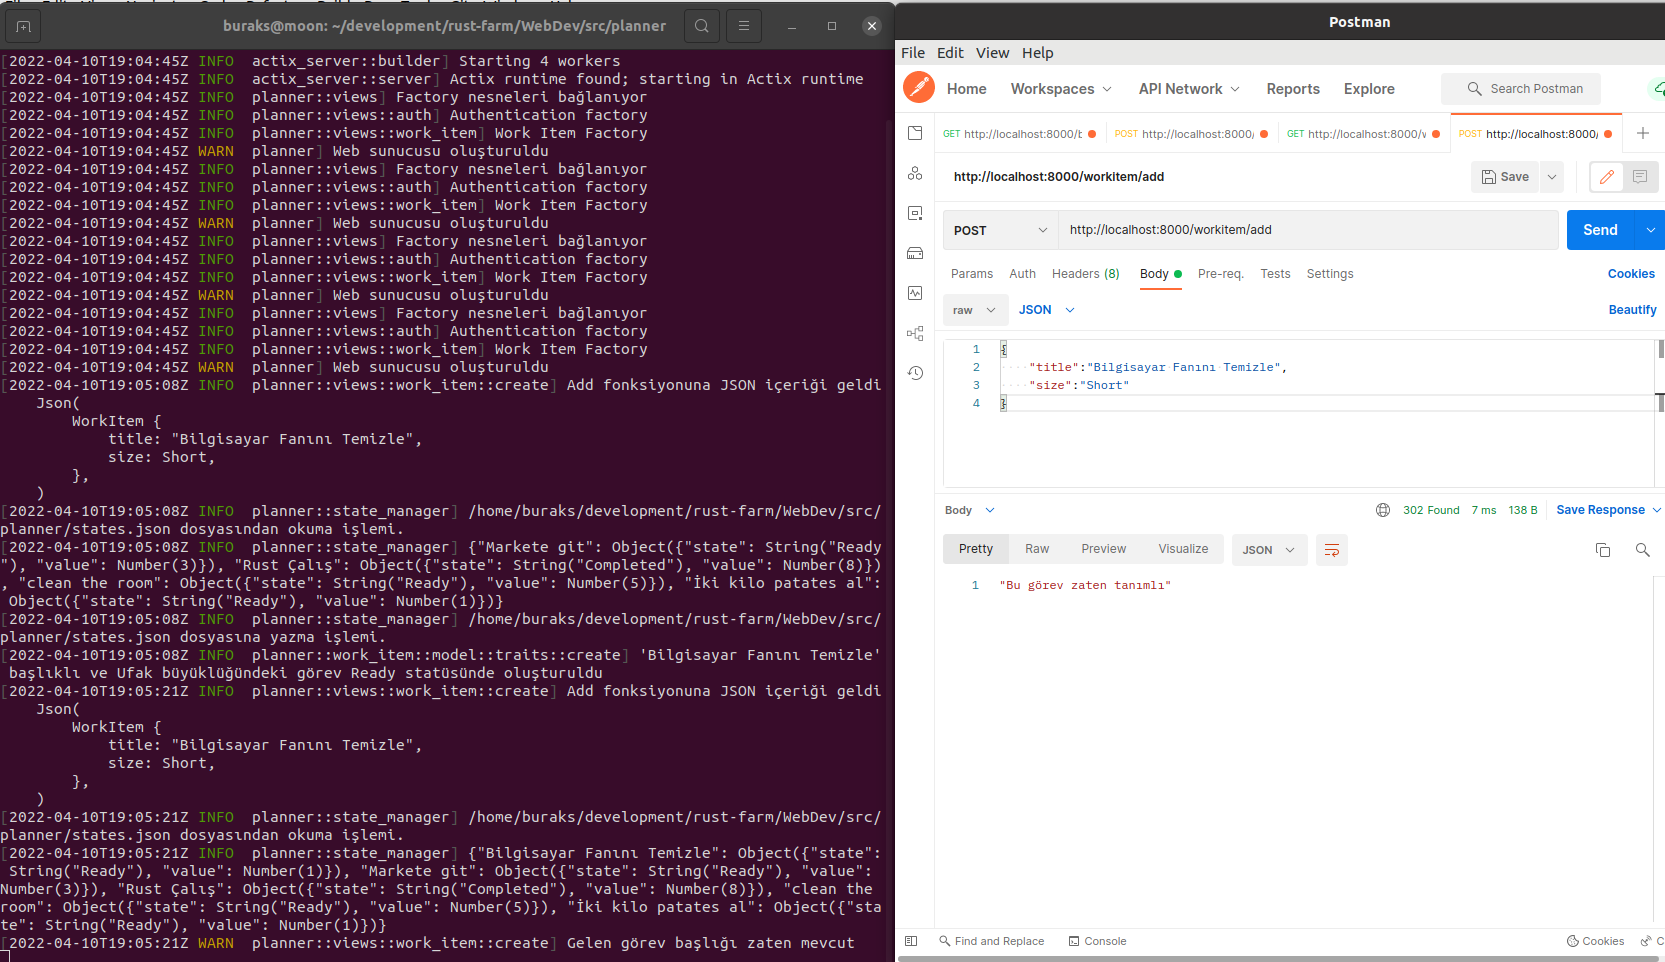 buraks@moon: ~/development/rust-farm/WebDev/src/planner
[2022-04-10T19:04:45Z INFO  actix_server::builder] Starting 4 workers
[2022-04-10T19:04:45Z INFO  actix_server::server] Actix runtime found; starting in Actix runtime
[2022-04-10T19:04:45Z INFO  planner::views] Factory nesneleri bağlanıyor
[2022-04-10T19:04:45Z INFO  planner::views::auth] Authentication factory
[2022-04-10T19:04:45Z INFO  planner::views::work_item] Work Item Factory
[2022-04-10T19:04:45Z WARN  planner] Web sunucusu oluşturuldu
[2022-04-10T19:04:45Z INFO  planner::views] Factory nesneleri bağlanıyor
[2022-04-10T19:04:45Z INFO  planner::views::auth] Authentication factory
[2022-04-10T19:04:45Z INFO  planner::views::work_item] Work Item Factory
[2022-04-10T19:04:45Z WARN  planner] Web sunucusu oluşturuldu
[2022-04-10T19:04:45Z INFO  planner::views] Factory nesneleri bağlanıyor
[2022-04-10T19:04:45Z INFO  planner::views::auth] Authentication factory
[2022-04-10T19:04:45Z INFO  planner::views::work_item] Work Item Factory
[2022-04-10T19:04:45Z WARN  planner] Web sunucusu oluşturuldu
[2022-04-10T19:04:45Z INFO  planner::views] Factory nesneleri bağlanıyor
[2022-04-10T19:04:45Z INFO  planner::views::auth] Authentication factory
[2022-04-10T19:04:45Z INFO  planner::views::work_item] Work Item Factory
[2022-04-10T19:04:45Z WARN  planner] Web sunucusu oluşturuldu
[2022-04-10T19:05:08Z INFO  planner::views::work_item::create] Add fonksiyonuna JSON içeriği geldi
    Json(
        WorkItem {
            title: "Bilgisayar Fanını Temizle",
            size: Short,
        },
    )
[2022-04-10T19:05:08Z INFO  planner::state_manager] /home/buraks/development/rust-farm/WebDev/src/
planner/states.json dosyasından okuma işlemi.
[2022-04-10T19:05:08Z INFO  planner::state_manager] {"Markete git": Object({"state": String("Ready
"), "value": Number(3)}), "Rust Çalış": Object({"state": String("Completed"), "value": Number(8)})
, "clean the room": Object({"state": String("Ready"), "value": Number(5)}), "İki kilo patates al":
 Object({"state": String("Ready"), "value": Number(1)})}
[2022-04-10T19:05:08Z INFO  planner::state_manager] /home/buraks/development/rust-farm/WebDev/src/
planner/states.json dosyasına yazma işlemi.
[2022-04-10T19:05:08Z INFO  planner::work_item::model::traits::create] 'Bilgisayar Fanını Temizle'
 başlıklı ve Ufak büyüklüğündeki görev Ready statüsünde oluşturuldu
[2022-04-10T19:05:21Z INFO  planner::views::work_item::create] Add fonksiyonuna JSON içeriği geldi
    Json(
        WorkItem {
            title: "Bilgisayar Fanını Temizle",
            size: Short,
        },
    )
[2022-04-10T19:05:21Z INFO  planner::state_manager] /home/buraks/development/rust-farm/WebDev/src/
planner/states.json dosyasından okuma işlemi.
[2022-04-10T19:05:21Z INFO  planner::state_manager] {"Bilgisayar Fanını Temizle": Object({"state":
 String("Ready"), "value": Number(1)}), "Markete git": Object({"state": String("Ready"), "value":
Number(3)}), "Rust Çalış": Object({"state": String("Completed"), "value": Number(8)}), "clean the
room": Object({"state": String("Ready"), "value": Number(5)}), "İki kilo patates al": Object({"sta
te": String("Ready"), "value": Number(1)})}
[2022-04-10T19:05:21Z WARN  planner::views::work_item::create] Gelen görev başlığı zaten mevcut
Postman
File Edit View Help
Home Workspaces API Network Reports Explore Search Postman
GET http://localhost:8000/ POST http://localhost:8000/ GET http://localhost:8000/ POST http://localhost:8000/
http://localhost:8000/workitem/add Save
POST http://localhost:8000/workitem/add Send
Params Auth Headers (8) Body Pre-req. Tests Settings Cookies
raw JSON Beautify
1 {
2 "title":"Bilgisayar Fanını Temizle",
3 "size":"Short"
4 }
Body 302 Found 7 ms 138 B Save Response
Pretty Raw Preview Visualize JSON
1 "Bu görev zaten tanımlı"
Find and Replace Console Cookies